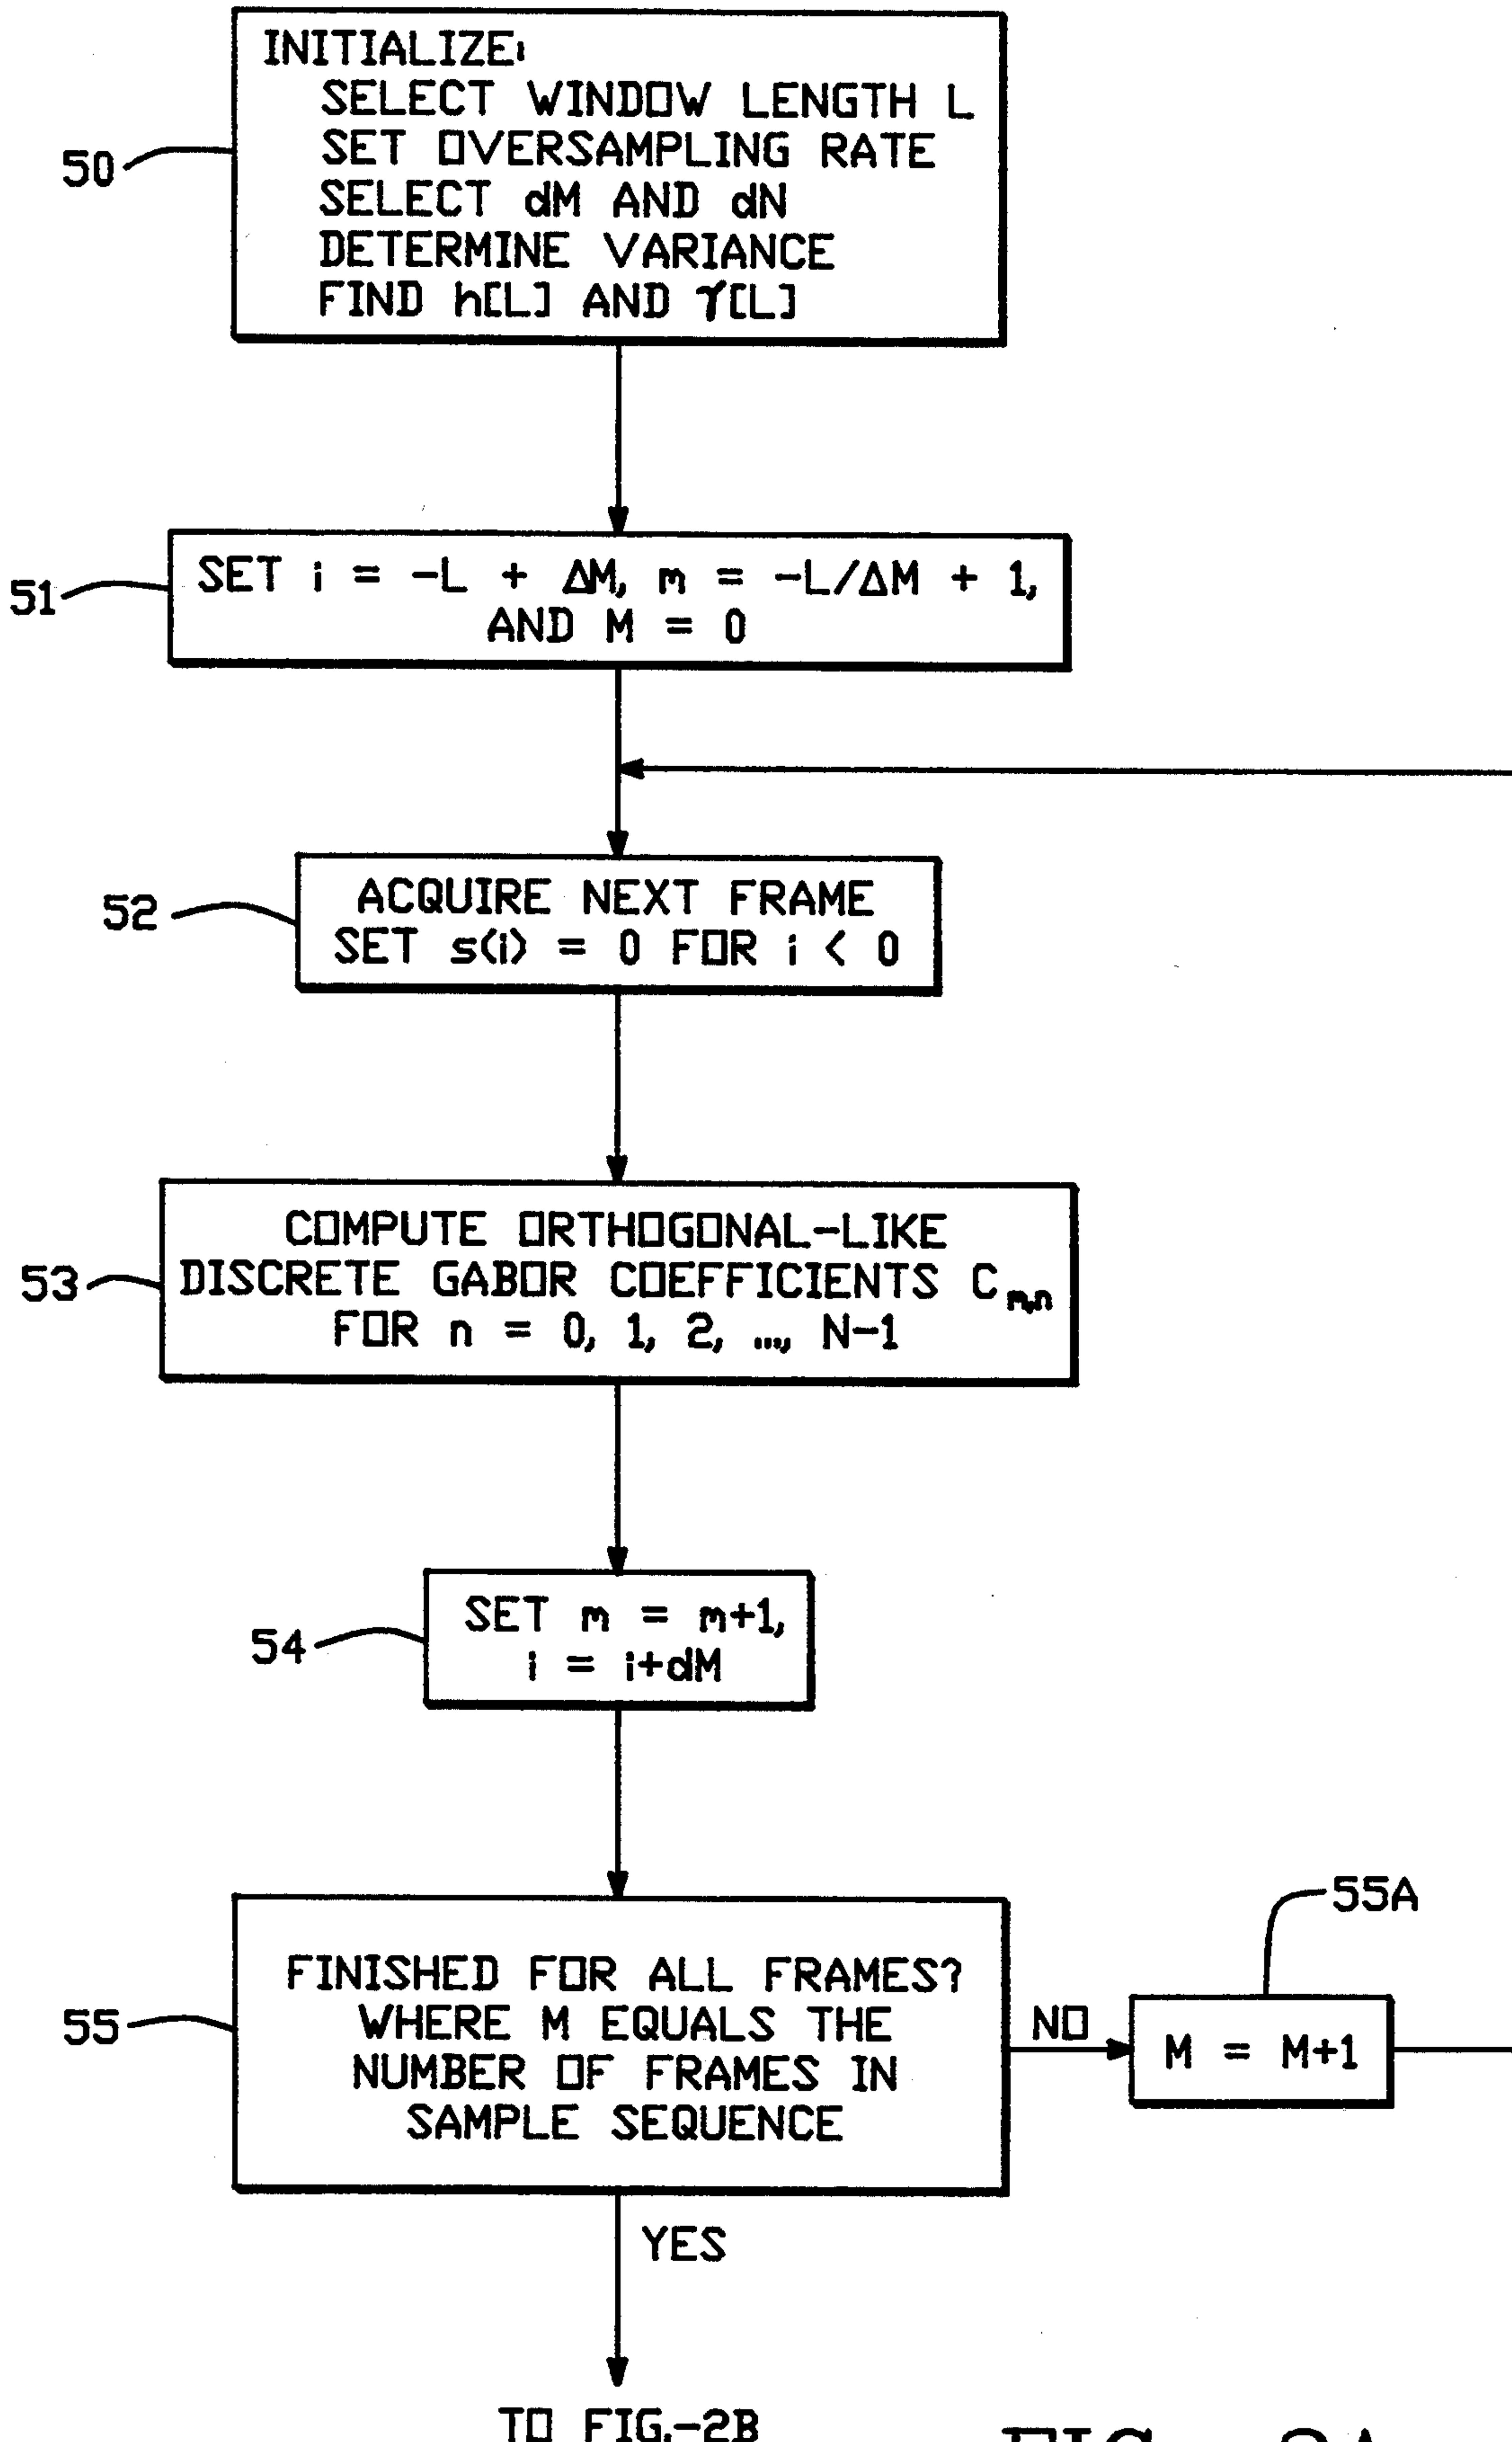 INITIALIZE:
SELECT WINDOW LENGTH L
SET OVERSAMPLING RATE
SELECT dM AND dN
DETERMINE VARIANCE
FIND h[L] AND γ[L]
50
SET i = -L + ΔM, m = -L/ΔM + 1,
AND M = 0
51
ACQUIRE NEXT FRAME
SET s(i) = 0 FOR i < 0
52
COMPUTE ORTHOGONAL-LIKE
DISCRETE GABOR COEFFICIENTS C m,n
FOR n = 0, 1, 2, ..., N-1
53
SET m = m+1,
i = i+dM
54
55A
FINISHED FOR ALL FRAMES?
WHERE M EQUALS THE
NUMBER OF FRAMES IN
SAMPLE SEQUENCE
55
NO
M = M+1
YES
TO FIG.-2B